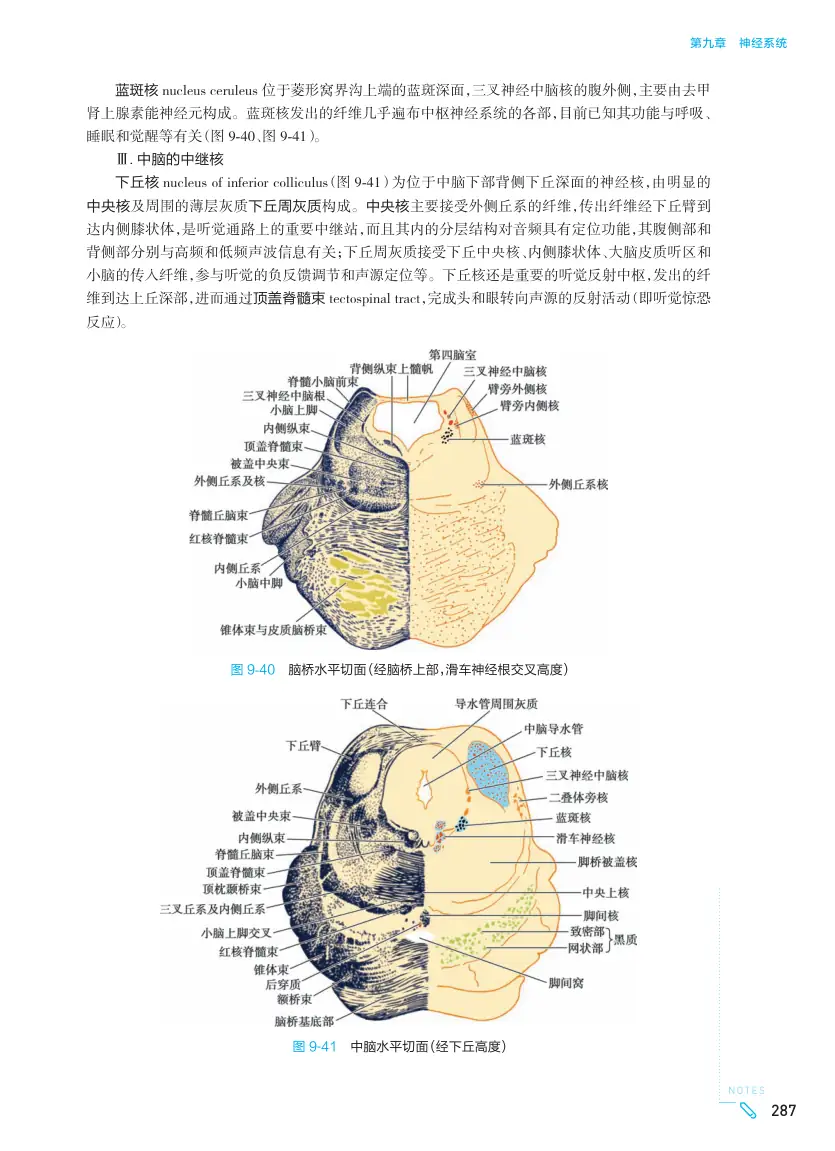 第九章 神经系统
蓝斑核 nucleus ceruleus 位于菱形窝界沟上端的蓝斑深面,三叉神经中脑核的腹外侧,主要由去甲
肾上腺素能神经元构成。蓝斑核发出的纤维几乎遍布中枢神经系统的各部,目前已知其功能与呼吸、
睡眠和觉醒等有关(图 9-40、图 9-41)。
Ⅲ. 中脑的中继核
下丘核 nucleus of inferior colliculus(图 9-41)为位于中脑下部背侧下丘深面的神经核,由明显的
中央核及周围的薄层灰质下丘周灰质构成。中央核主要接受外侧丘系的纤维,传出纤维经下丘臂到
达内侧膝状体,是听觉通路上的重要中继站,而且其内的分层结构对音频具有定位功能,其腹侧部和
背侧部分别与高频和低频声波信息有关;下丘周灰质接受下丘中央核、内侧膝状体、大脑皮质听区和
小脑的传入纤维,参与听觉的负反馈调节和声源定位等。下丘核还是重要的听觉反射中枢,发出的纤
维到达上丘深部,进而通过顶盖脊髓束 tectospinal tract,完成头和眼转向声源的反射活动(即听觉惊恐
反应)。
第四脑室
背侧纵束 上髓帆
三叉神经中脑核
脊髓小脑前束
臂旁外侧核
三叉神经中脑根
臂旁内侧核
小脑上脚
内侧纵束
蓝斑核
顶盖脊髓束
被盖中央束
外侧丘系及核
外侧丘系核
脊髓丘脑束
红核脊髓束
内侧丘系
小脑中脚
锥体束与皮质脑桥束
图 9-40 脑桥水平切面(经脑桥上部,滑车神经根交叉高度)
下丘连合
导水管周围灰质
中脑导水管
下丘臂
下丘核
三叉神经中脑核
外侧丘系
二叠体旁核
被盖中央束
蓝斑核
内侧纵束
滑车神经核
脊髓丘脑束
脚桥被盖核
顶盖脊髓束
顶枕颞桥束
中央上核
三叉丘系及内侧丘系
脚间核
小脑上脚交叉
致密部
黑质
网状部
红核脊髓束
锥体束
脚间窝
后穿质
额桥束
脑桥基底部
图 9-41 中脑水平切面(经下丘高度)
NOTES
287